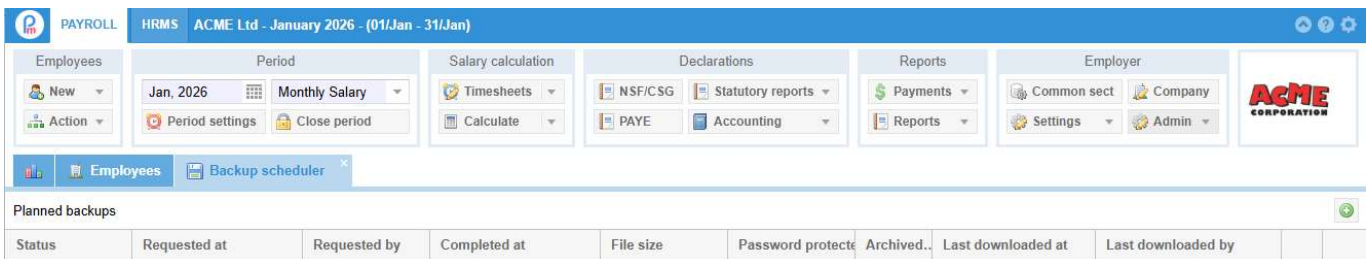 PAYROLL HRMS ACME Ltd - January 2026 - (01/Jan - 31/Jan)
Employees Period Salary calculation Declarations Reports Employer
New Jan, 2026 Monthly Salary Timesheets NSF/CSG Statutory reports Payments Common sect Company
Action Period settings Close period Calculate PAYE Accounting Reports Settings Admin
ACME
CORPORATION
Employees Backup scheduler
Planned backups
Status Requested at Requested by Completed at File size Password protecte Archived.. Last downloaded at Last downloaded by